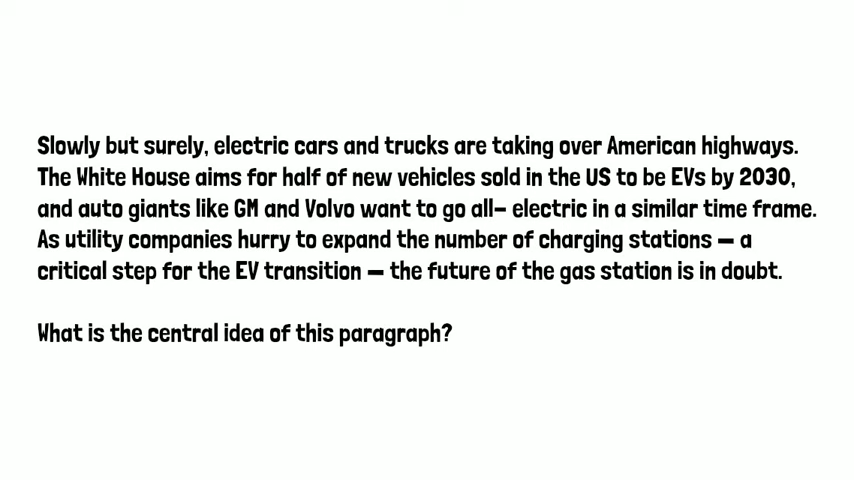 Slowly but surely, electric cars and trucks are taking over American highways.
The White House aims for half of new vehicles sold in the US to be EVs by 2030,
and auto giants like GM and Volvo want to go all– electric in a similar time frame.
As utility companies hurry to expand the number of charging stations — a
critical step for the EV transition — the future of the gas station is in doubt.
What is the central idea of this paragraph?